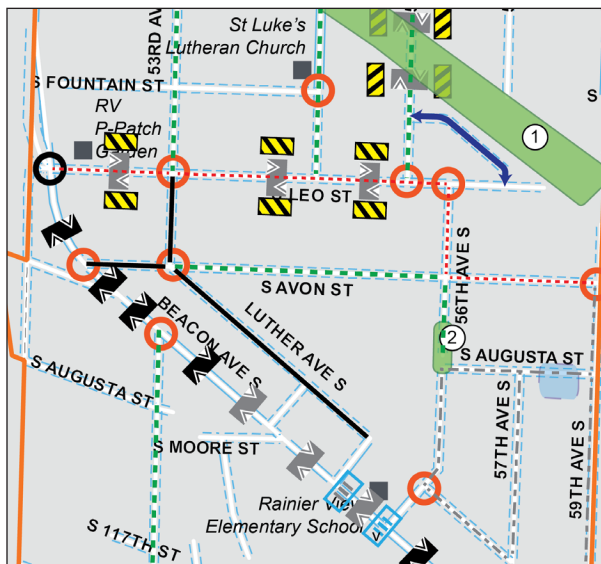 53RD AV
St Luke's
Lutheran Church
S FOUNTAIN ST
RV
P-Patch
Garden
1
S
LEO ST
56TH AVE S
S AVON ST
LUTHER AVE S
BEACON AVE S
2
S AUGUSTA ST
S AUGUSTA ST
57TH AVE S
59TH AVE S
S MOORE ST
Rainier View
Elementary School
S 117TH ST